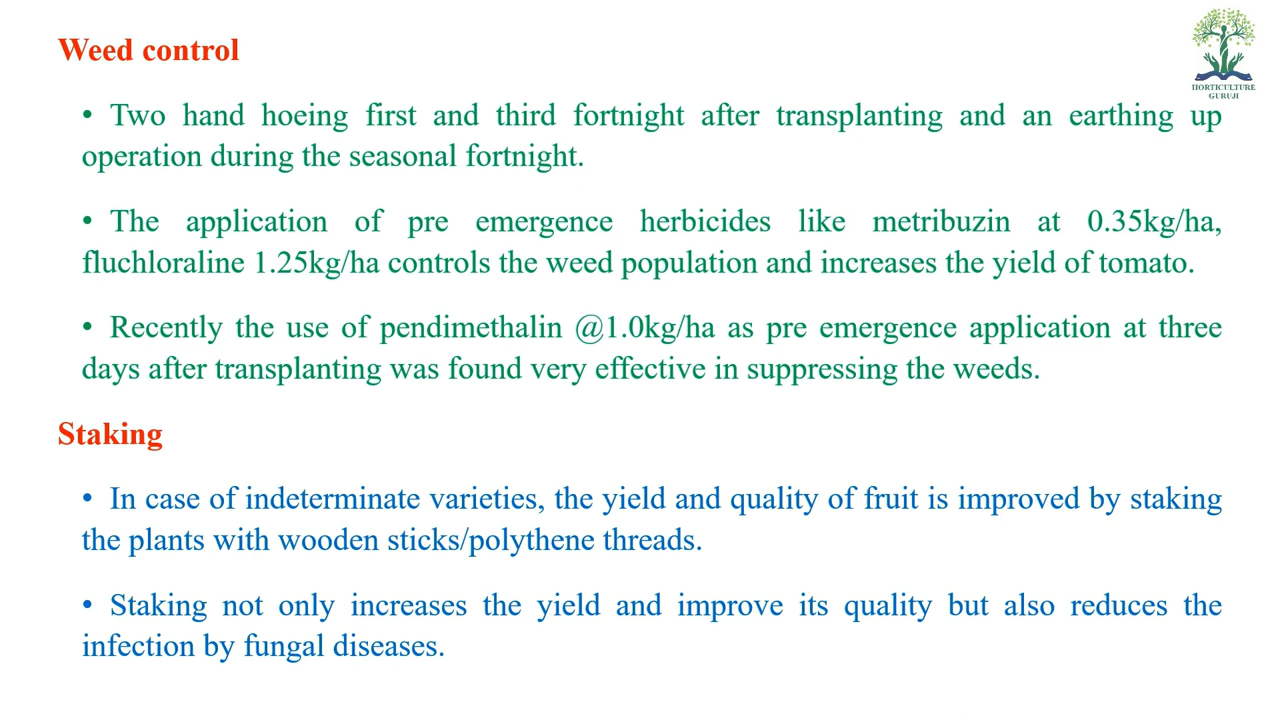 Weed control
HORTICULTURE
GURUJI
• Two hand hoeing first and third fortnight after transplanting and an earthing up
operation during the seasonal fortnight.
• The application of pre emergence herbicides like metribuzin at 0.35kg/ha,
fluchloraline 1.25kg/ha controls the weed population and increases the yield of tomato.
• Recently the use of pendimethalin @1.0kg/ha as pre emergence application at three
days after transplanting was found very effective in suppressing the weeds.
Staking
• In case of indeterminate varieties, the yield and quality of fruit is improved by staking
the plants with wooden sticks/polythene threads.
• Staking not only increases the yield and improve its quality but also reduces the
infection by fungal diseases.